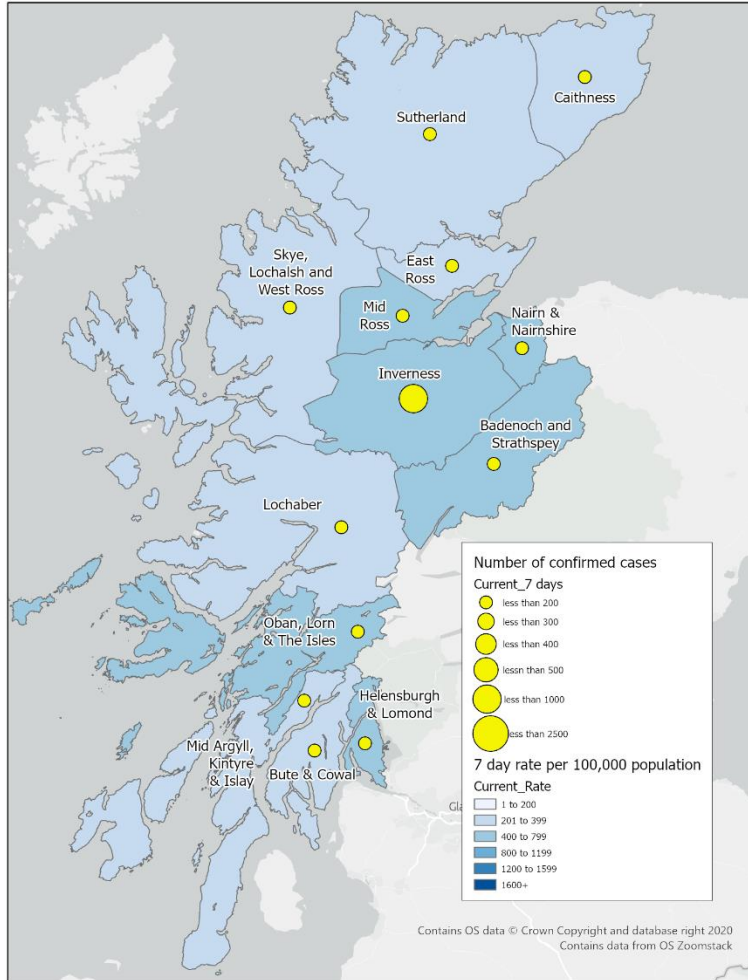 Caithness
Sutherland
Skye,
Lochalsh and
West Ross
East
Ross
Mid
Ross
Nairn &
Nairnshire
Inverness
Badenoch and
Strathspey
Lochaber
Oban, Lorn
& The Isles
Helensburgh
& Lomond
Mid Argyll,
Kintyre
& Islay
Bute & Cowal
Gla
Number of confirmed cases
Current_7 days
less than 200
less than 300
less than 400
lessn than 500
less than 1000
less than 2500
7 day rate per 100,000 population
Current_Rate
1 to 200
201 to 399
400 to 799
800 to 1199
1200 to 1599
1600+
Contains OS data © Crown Copyright and database right 2020
Contains data from OS Zoomstack